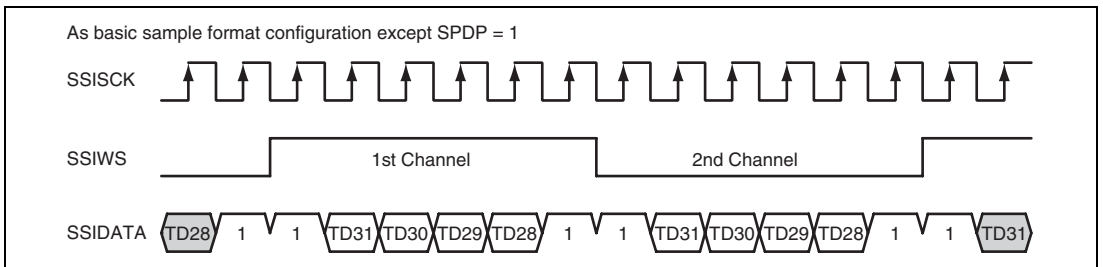 As basic sample format configuration except SPDP = 1
SSISCK
SSIWS 1st Channel 2nd Channel
SSIDATA TD28 1 1 TD31 TD30 TD29 TD28 1 1 TD31 TD30 TD29 TD28 1 1 TD31